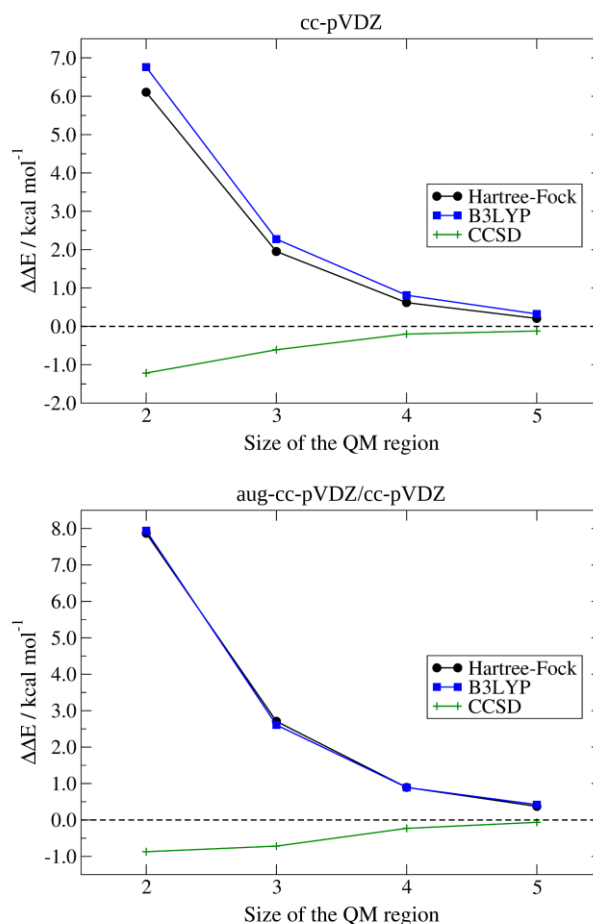 cc-pVDZ
7.0
6.0
5.0
4.0
3.0
2.0
1.0
0.0
-1.0
-2.0
ΔΔE / kcal mol⁻¹
Hartree-Fock
B3LYP
CCSD
2 3 4 5
Size of the QM region
aug-cc-pVDZ/cc-pVDZ
8.0
7.0
6.0
5.0
4.0
3.0
2.0
1.0
0.0
-1.0
ΔΔE / kcal mol⁻¹
Hartree-Fock
B3LYP
CCSD
2 3 4 5
Size of the QM region